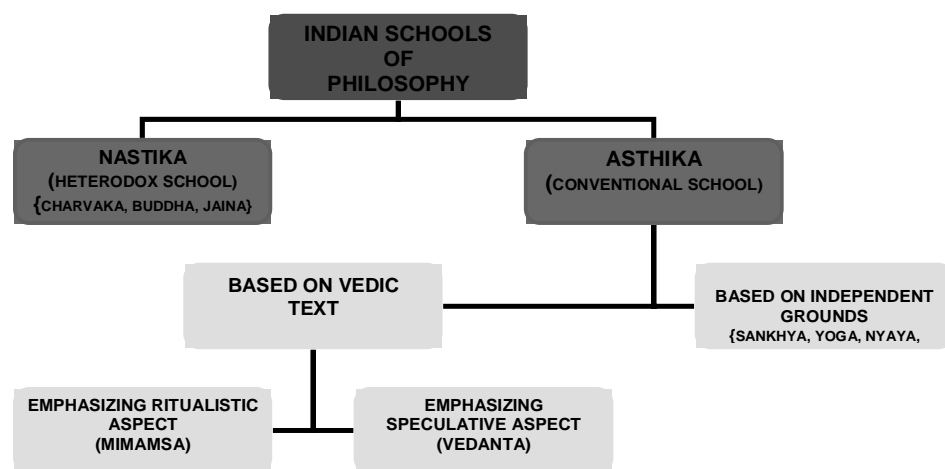 INDIAN SCHOOLS
OF
PHILOSOPHY
NASTIKA
(HETERODOX SCHOOL)
{CHARVAKA, BUDDHA, JAINA}
ASTHIKA
(CONVENTIONAL SCHOOL)
BASED ON VEDIC
TEXT
BASED ON INDEPENDENT
GROUNDS
{SANKHYA, YOGA, NYAYA,
EMPHASIZING RITUALISTIC
ASPECT
(MIMAMSA)
EMPHASIZING
SPECULATIVE ASPECT
(VEDANTA)